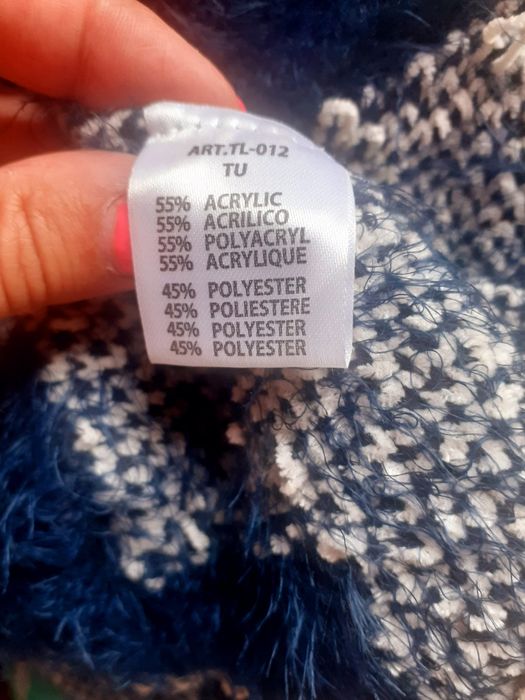 ART.TL-012
TU
55% ACRYLIC
55% ACRILICO
55% POLYACRYL
55% ACRYLIQUE
45% POLYESTER
45% POLIESTERE
45% POLYESTER
45% POLYESTER